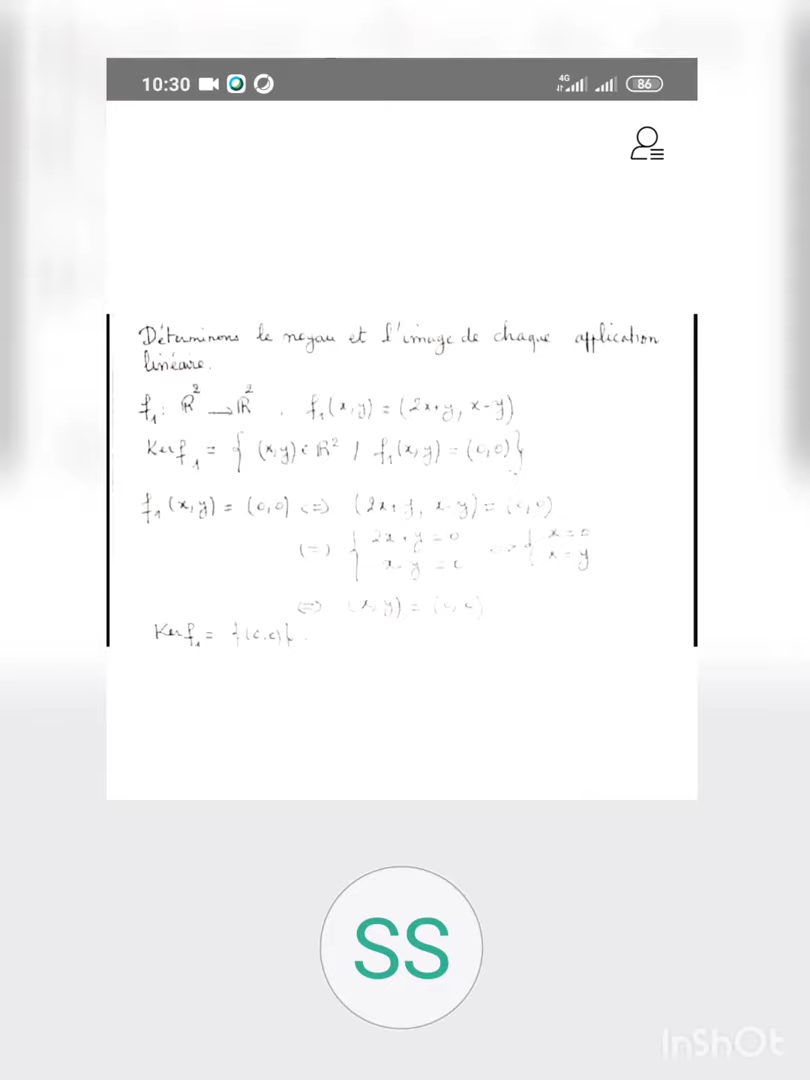 10:30
4G
86
Déterminons le noyau et l'image de chaque application
linéaire.
f₁ : ℝ² → ℝ² . f₁(x,y) = (2x+y, x-y)
Ker f₁ = { (x,y) ∈ ℝ² / f₁(x,y) = (0,0) }
f₁(x,y) = (0,0) <=> (2x+y, x-y) = (0,0)
(=) { 2x+y=0 <=> { x=0
x-y=0 x=y
<=> (x,y) = (0,0)
Ker f₁ = {(0,0)}.
SS
InShOt